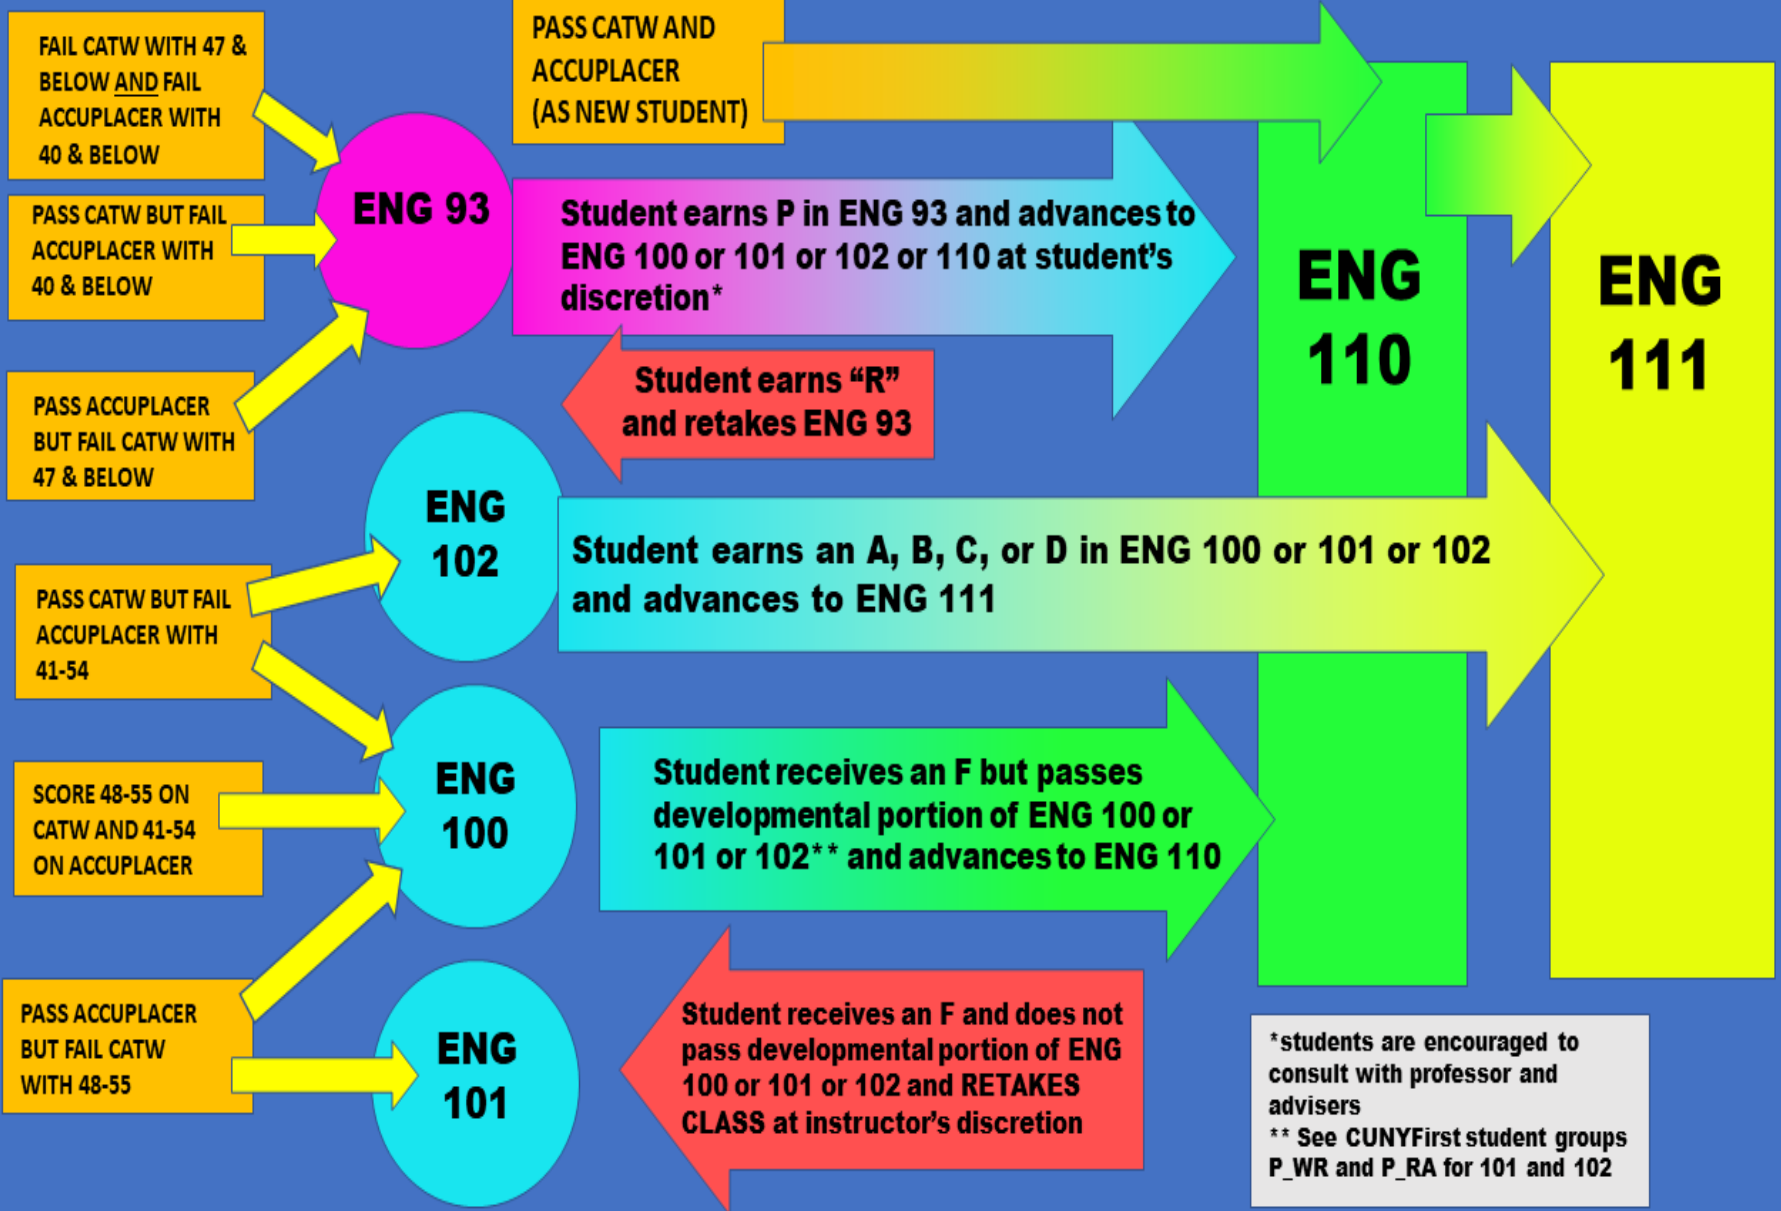 FAIL CATW WITH 47 &
BELOW AND FAIL
ACCUPLACER WITH
40 & BELOW
PASS CATW BUT FAIL
ACCUPLACER WITH
40 & BELOW
PASS ACCUPLACER
BUT FAIL CATW WITH
47 & BELOW
PASS CATW BUT FAIL
ACCUPLACER WITH
41-54
SCORE 48-55 ON
CATW AND 41-54
ON ACCUPLACER
PASS ACCUPLACER
BUT FAIL CATW
WITH 48-55
ENG 93
ENG
102
ENG
100
ENG
101
PASS CATW AND
ACCUPLACER
(AS NEW STUDENT)
Student earns P in ENG 93 and advances to
ENG 100 or 101 or 102 or 110 at student's
discretion*
Student earns “R”
and retakes ENG 93
Student earns an A, B, C, or D in ENG 100 or 101 or 102
and advances to ENG 111
Student receives an F but passes
developmental portion of ENG 100 or
101 or 102** and advances to ENG 110
Student receives an F and does not
pass developmental portion of ENG
100 or 101 or 102 and RETAKES
CLASS at instructor's discretion
ENG
110
ENG
111
*students are encouraged to
consult with professor and
advisers
** See CUNYFirst student groups
P_WR and P_RA for 101 and 102